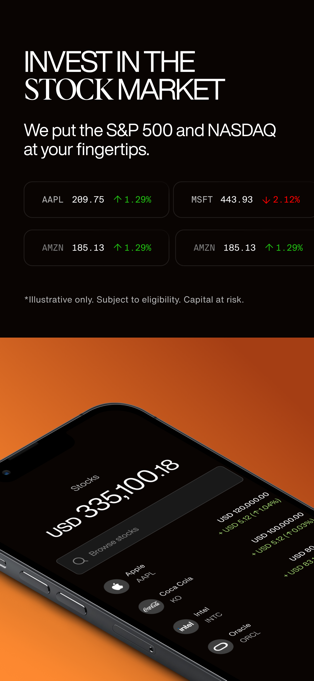 INVEST IN THE
STOCK MARKET
We put the S&P 500 and NASDAQ
at your fingertips.
AAPL 209.75 ↑ 1.29%
MSFT 443.93 ↓ 2.12%
AMZN 185.13 ↑ 1.29%
AMZN 185.13 ↑ 1.29%
*Illustrative only. Subject to eligibility. Capital at risk.
Stocks
USD 335,100.18
Browse stocks
Apple
AAPL
USD 120,000.00
+ USD 5.12 (↑ 1.04%)
Coca Cola
KO
USD 100,000.00
+ USD 5.12 (↑ 0.03%)
Intel
INTC
intel
USD 80
+ USD 83
Oracle
ORCL